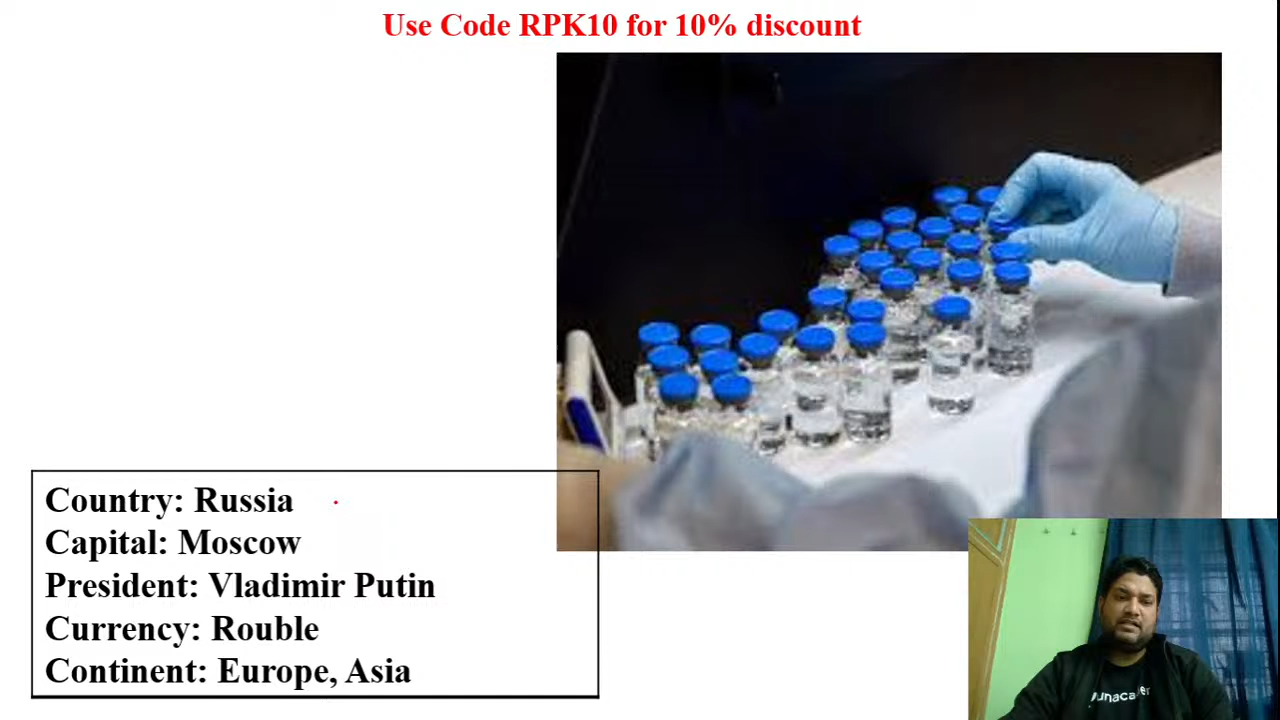 Use Code RPK10 for 10% discount
Country: Russia
Capital: Moscow
President: Vladimir Putin
Currency: Rouble
Continent: Europe, Asia